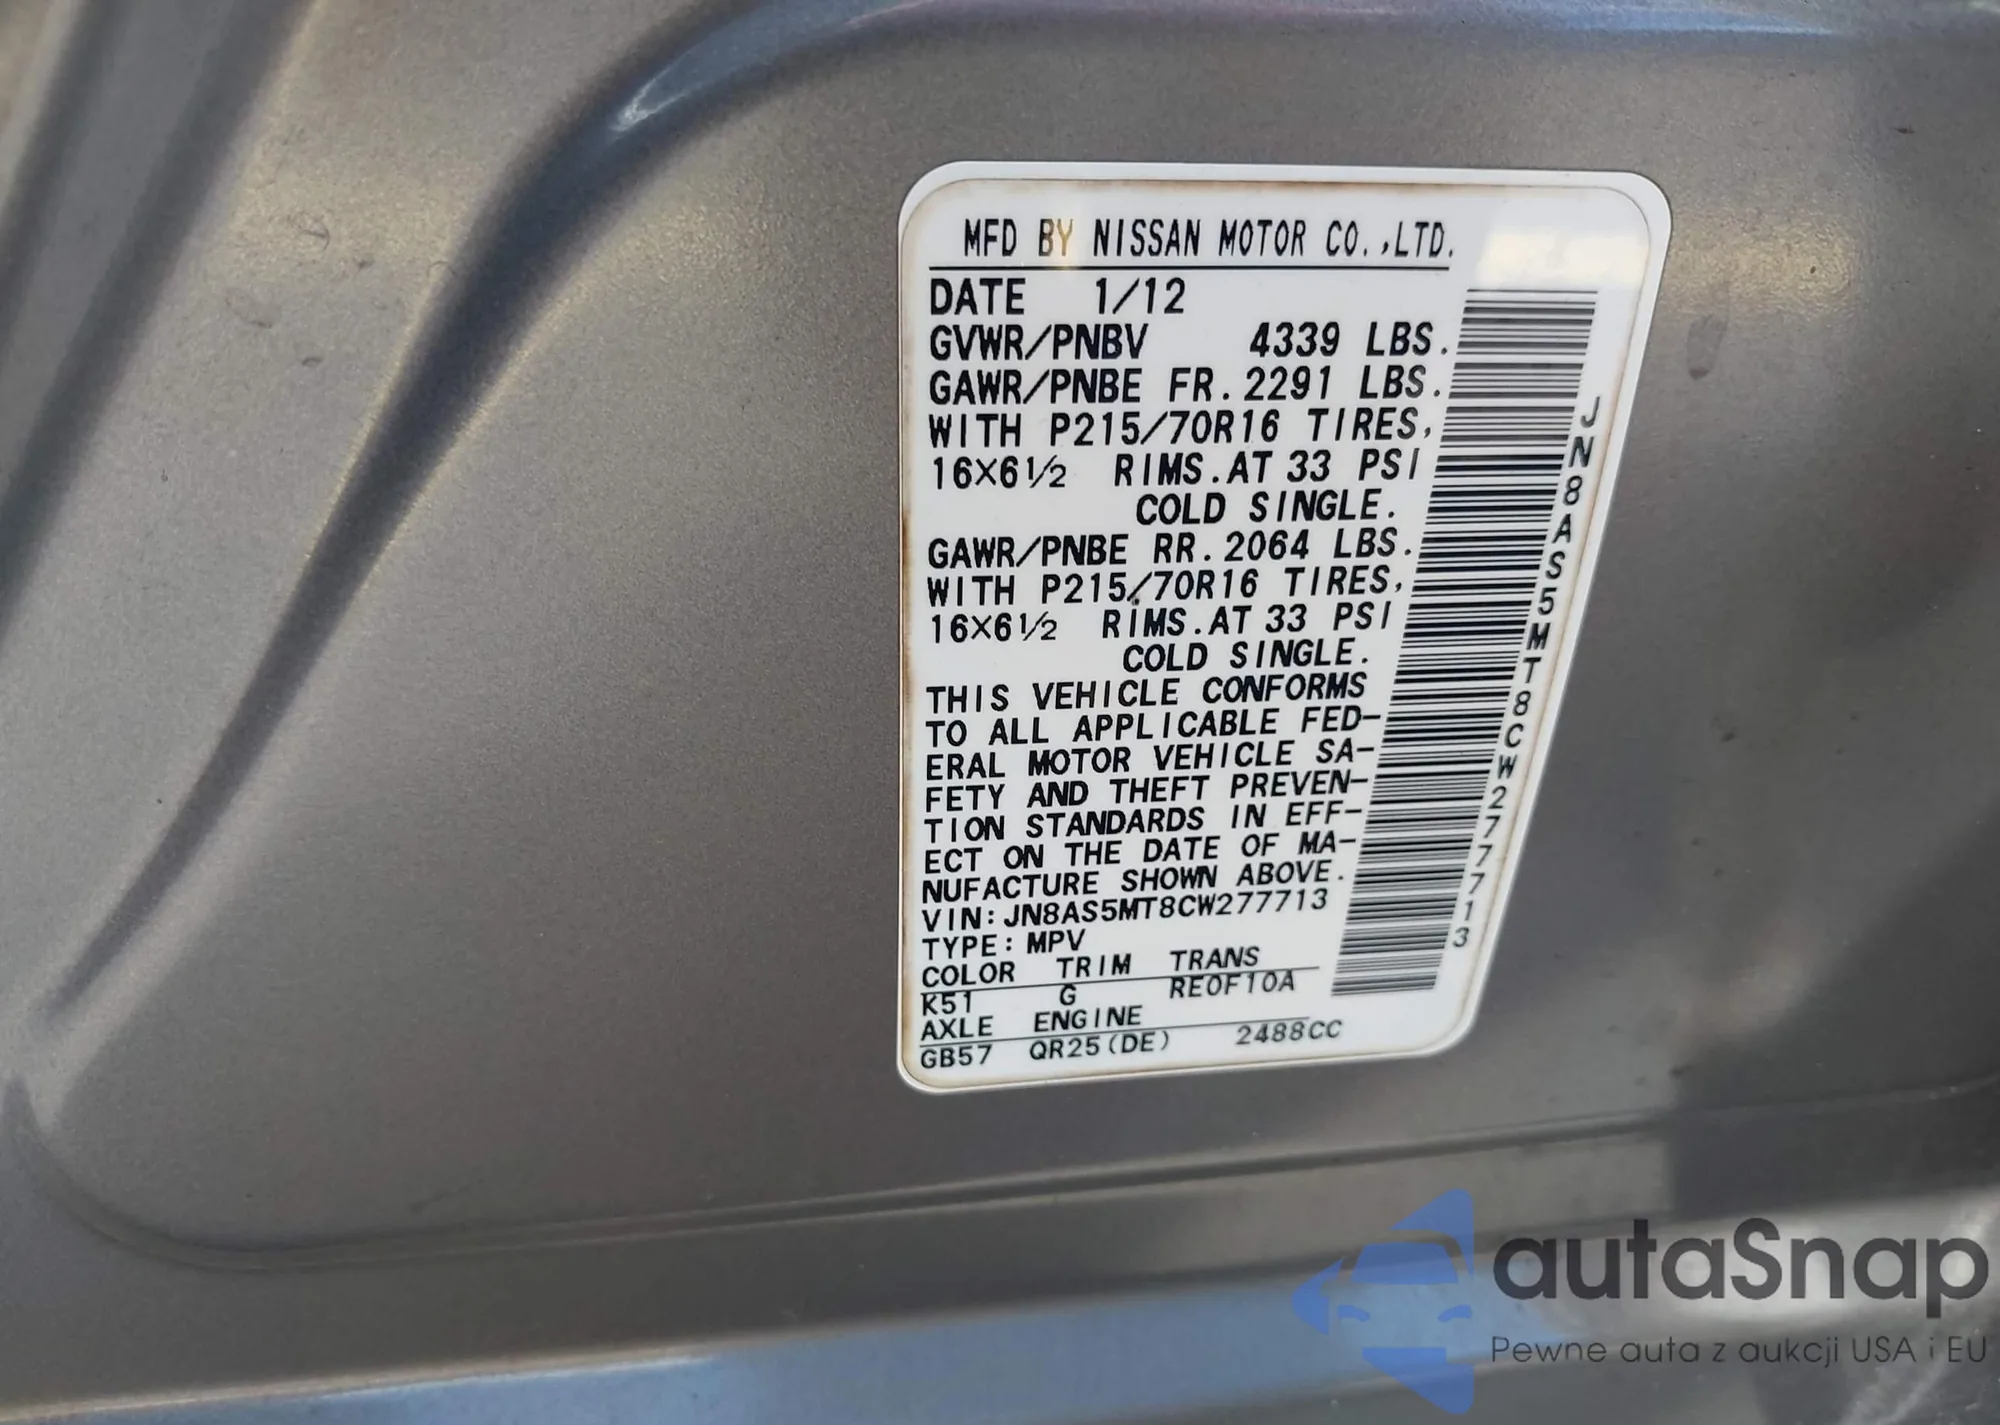 MFD BY NISSAN MOTOR CO.,LTD.
DATE 1/12
GVWR/PNBV 4339 LBS.
GAWR/PNBE FR.2291 LBS.
WITH P215/70R16 TIRES,
16×6½ RIMS.AT 33 PSI
COLD SINGLE.
GAWR/PNBE RR.2064 LBS.
WITH P215/70R16 TIRES,
16×6½ RIMS.AT 33 PSI
COLD SINGLE.
THIS VEHICLE CONFORMS
TO ALL APPLICABLE FED-
ERAL MOTOR VEHICLE SA-
FETY AND THEFT PREVEN-
TION STANDARDS IN EFF-
ECT ON THE DATE OF MA-
NUFACTURE SHOWN ABOVE.
VIN:JN8AS5MT8CW277713
TYPE:MPV
COLOR TRIM TRANS
K51 G RE0F10A
AXLE ENGINE
GB57 QR25(DE) 2488CC
JN8AS5MT8CW277713
autaSnap
Pewne auta z aukcji USA i EU